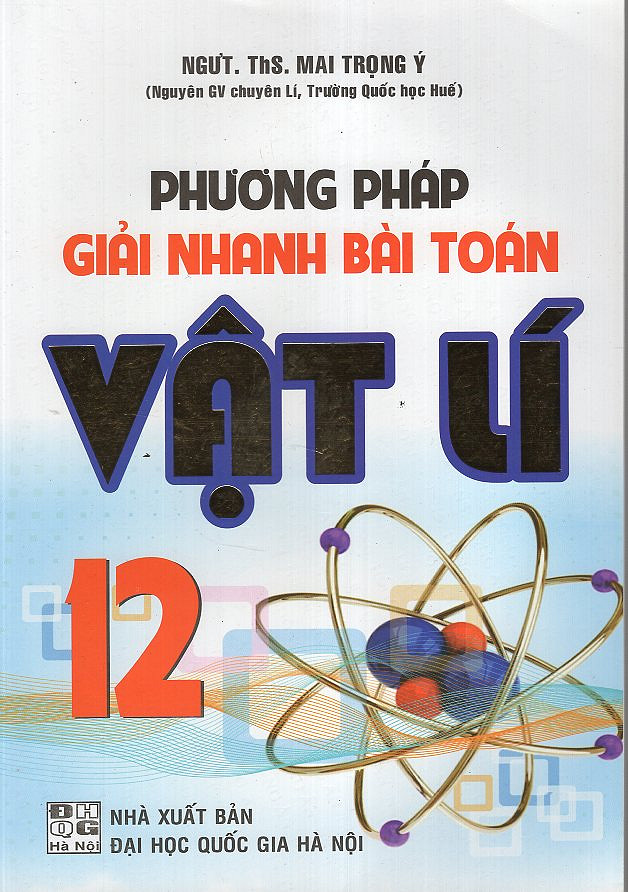 NGƯT. ThS. MAI TRỌNG Ý
(Nguyên GV chuyên Lí, Trường Quốc học Huế)
PHƯƠNG PHÁP
GIẢI NHANH BÀI TOÁN
VẬT LÍ
12
ĐH
QG
Hà Nội
NHÀ XUẤT BẢN
ĐẠI HỌC QUỐC GIA HÀ NỘI